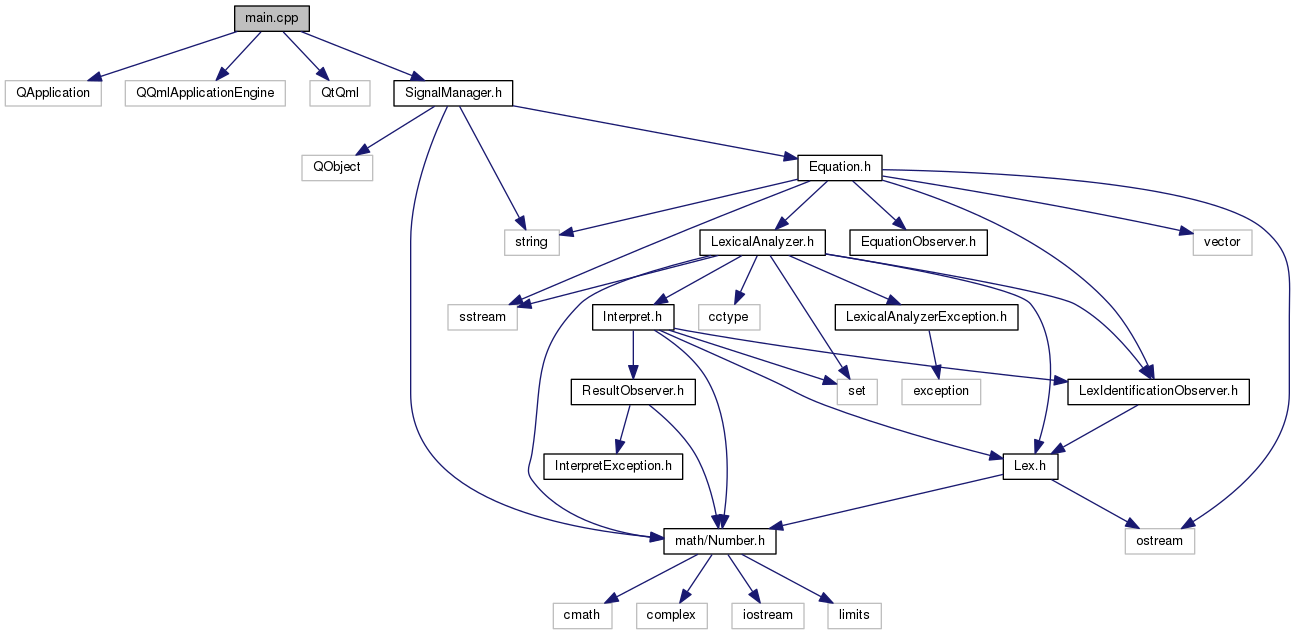 main.cpp
QApplication
QQmlApplicationEngine
QtQml
SignalManager.h
QObject
Equation.h
string
LexicalAnalyzer.h
EquationObserver.h
vector
sstream
Interpret.h
cctype
LexicalAnalyzerException.h
ResultObserver.h
set
exception
LexIdentificationObserver.h
InterpretException.h
Lex.h
math/Number.h
ostream
cmath
complex
iostream
limits